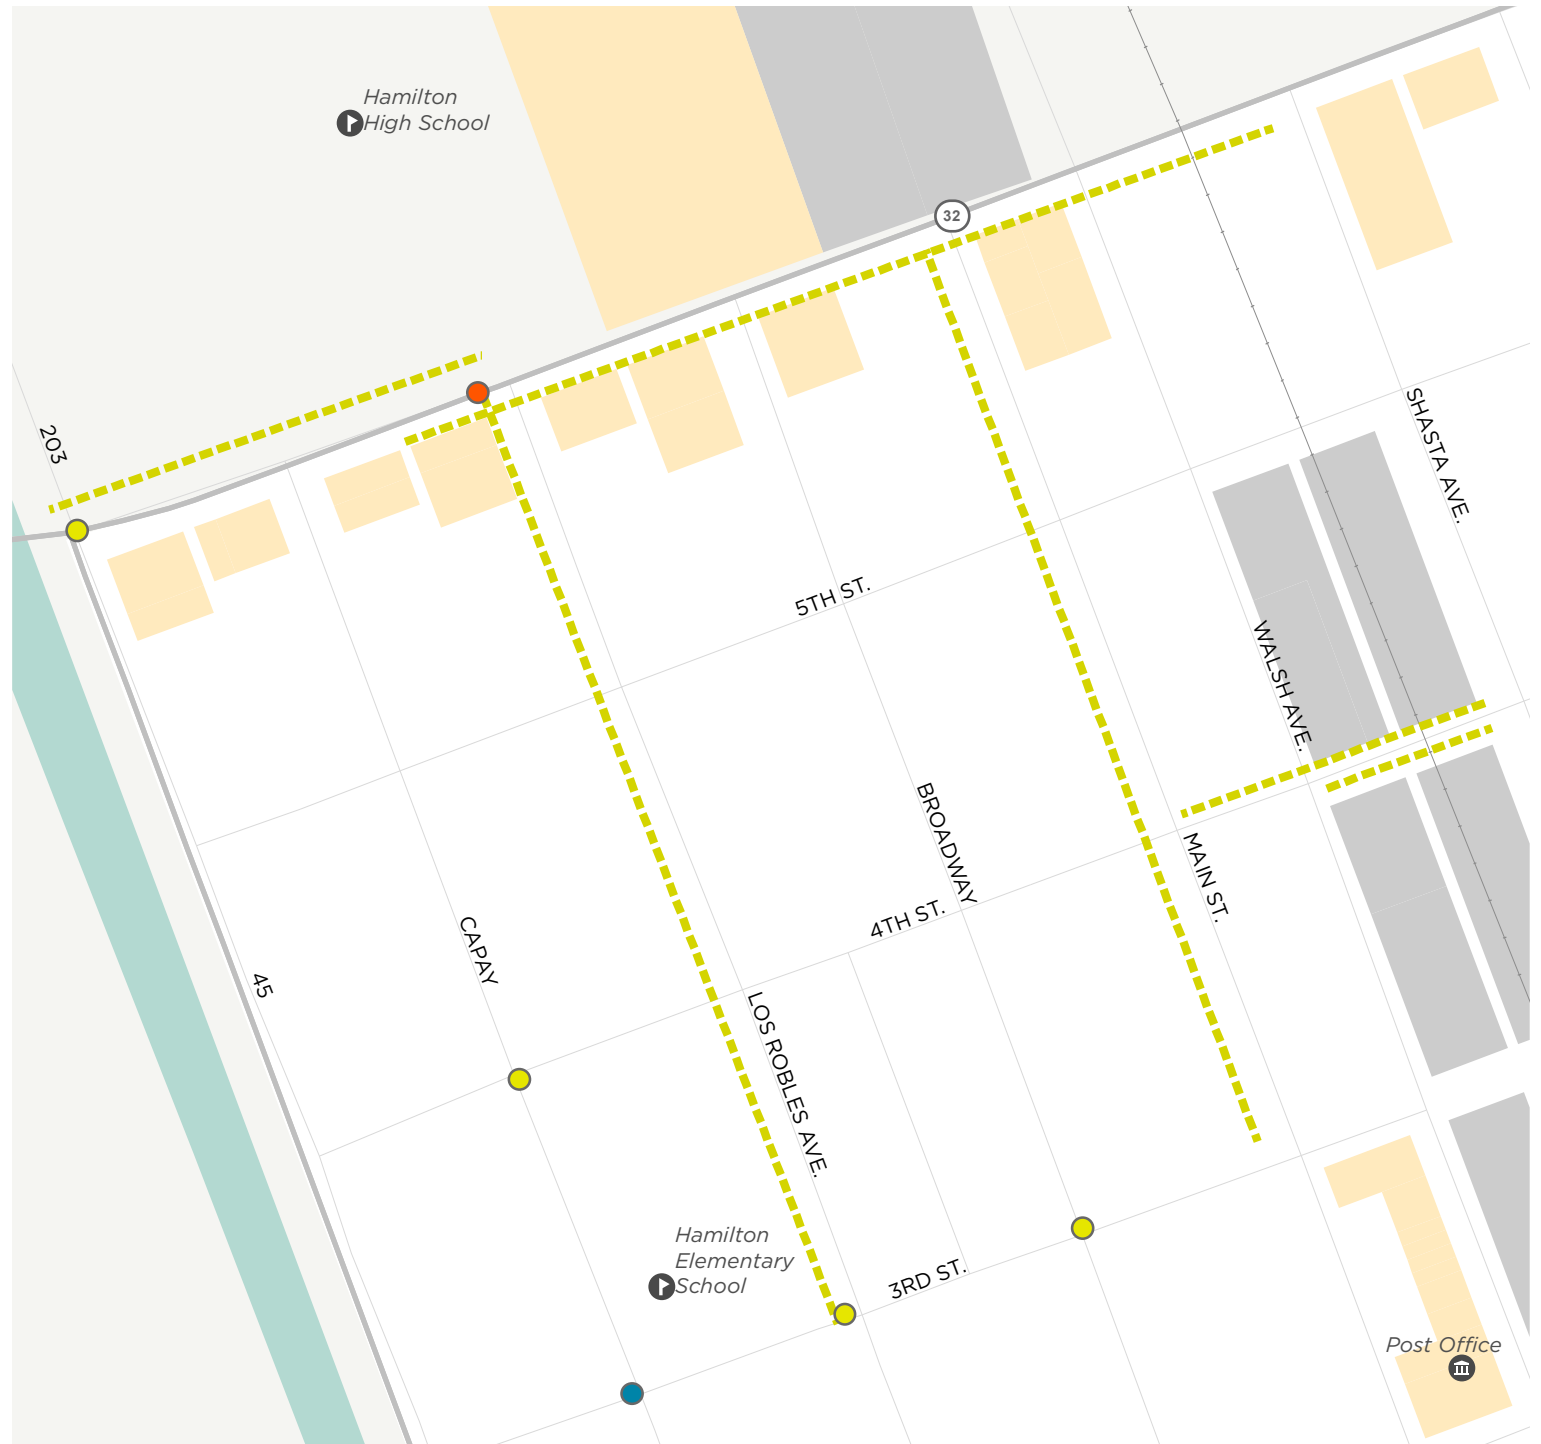 Hamilton
High School
32
203
SHASTA AVE.
5TH ST.
WALSH AVE.
BROADWAY
MAIN ST.
4TH ST.
CAPAY
45
LOS ROBLES AVE.
Hamilton
Elementary
School
3RD ST.
Post Office